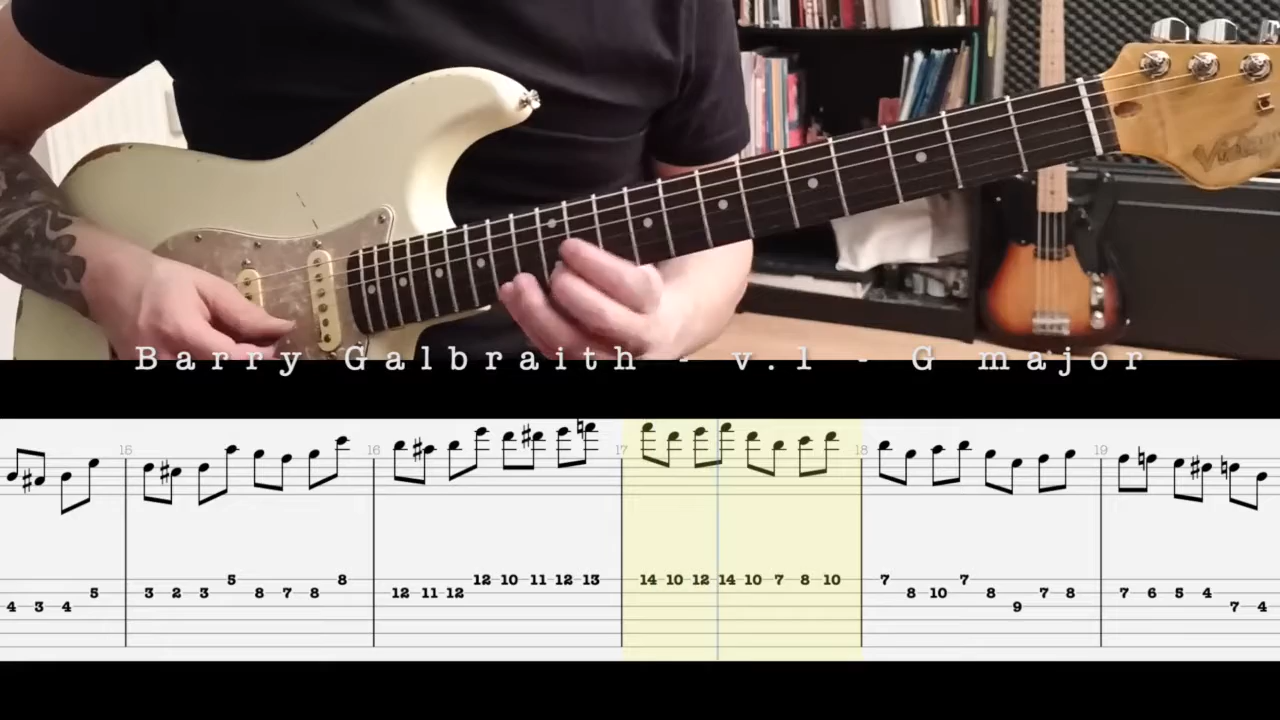 Barry Galbraith - v.1 - G major
15 16 17 18 19
5 8 12 10 11 12 13 14 10 12 14 10 7 8 10 7 7
5 3 2 3 8 7 8 12 11 12 8 10 8 7 8 7 6 5 4
4 3 4 9 7 4